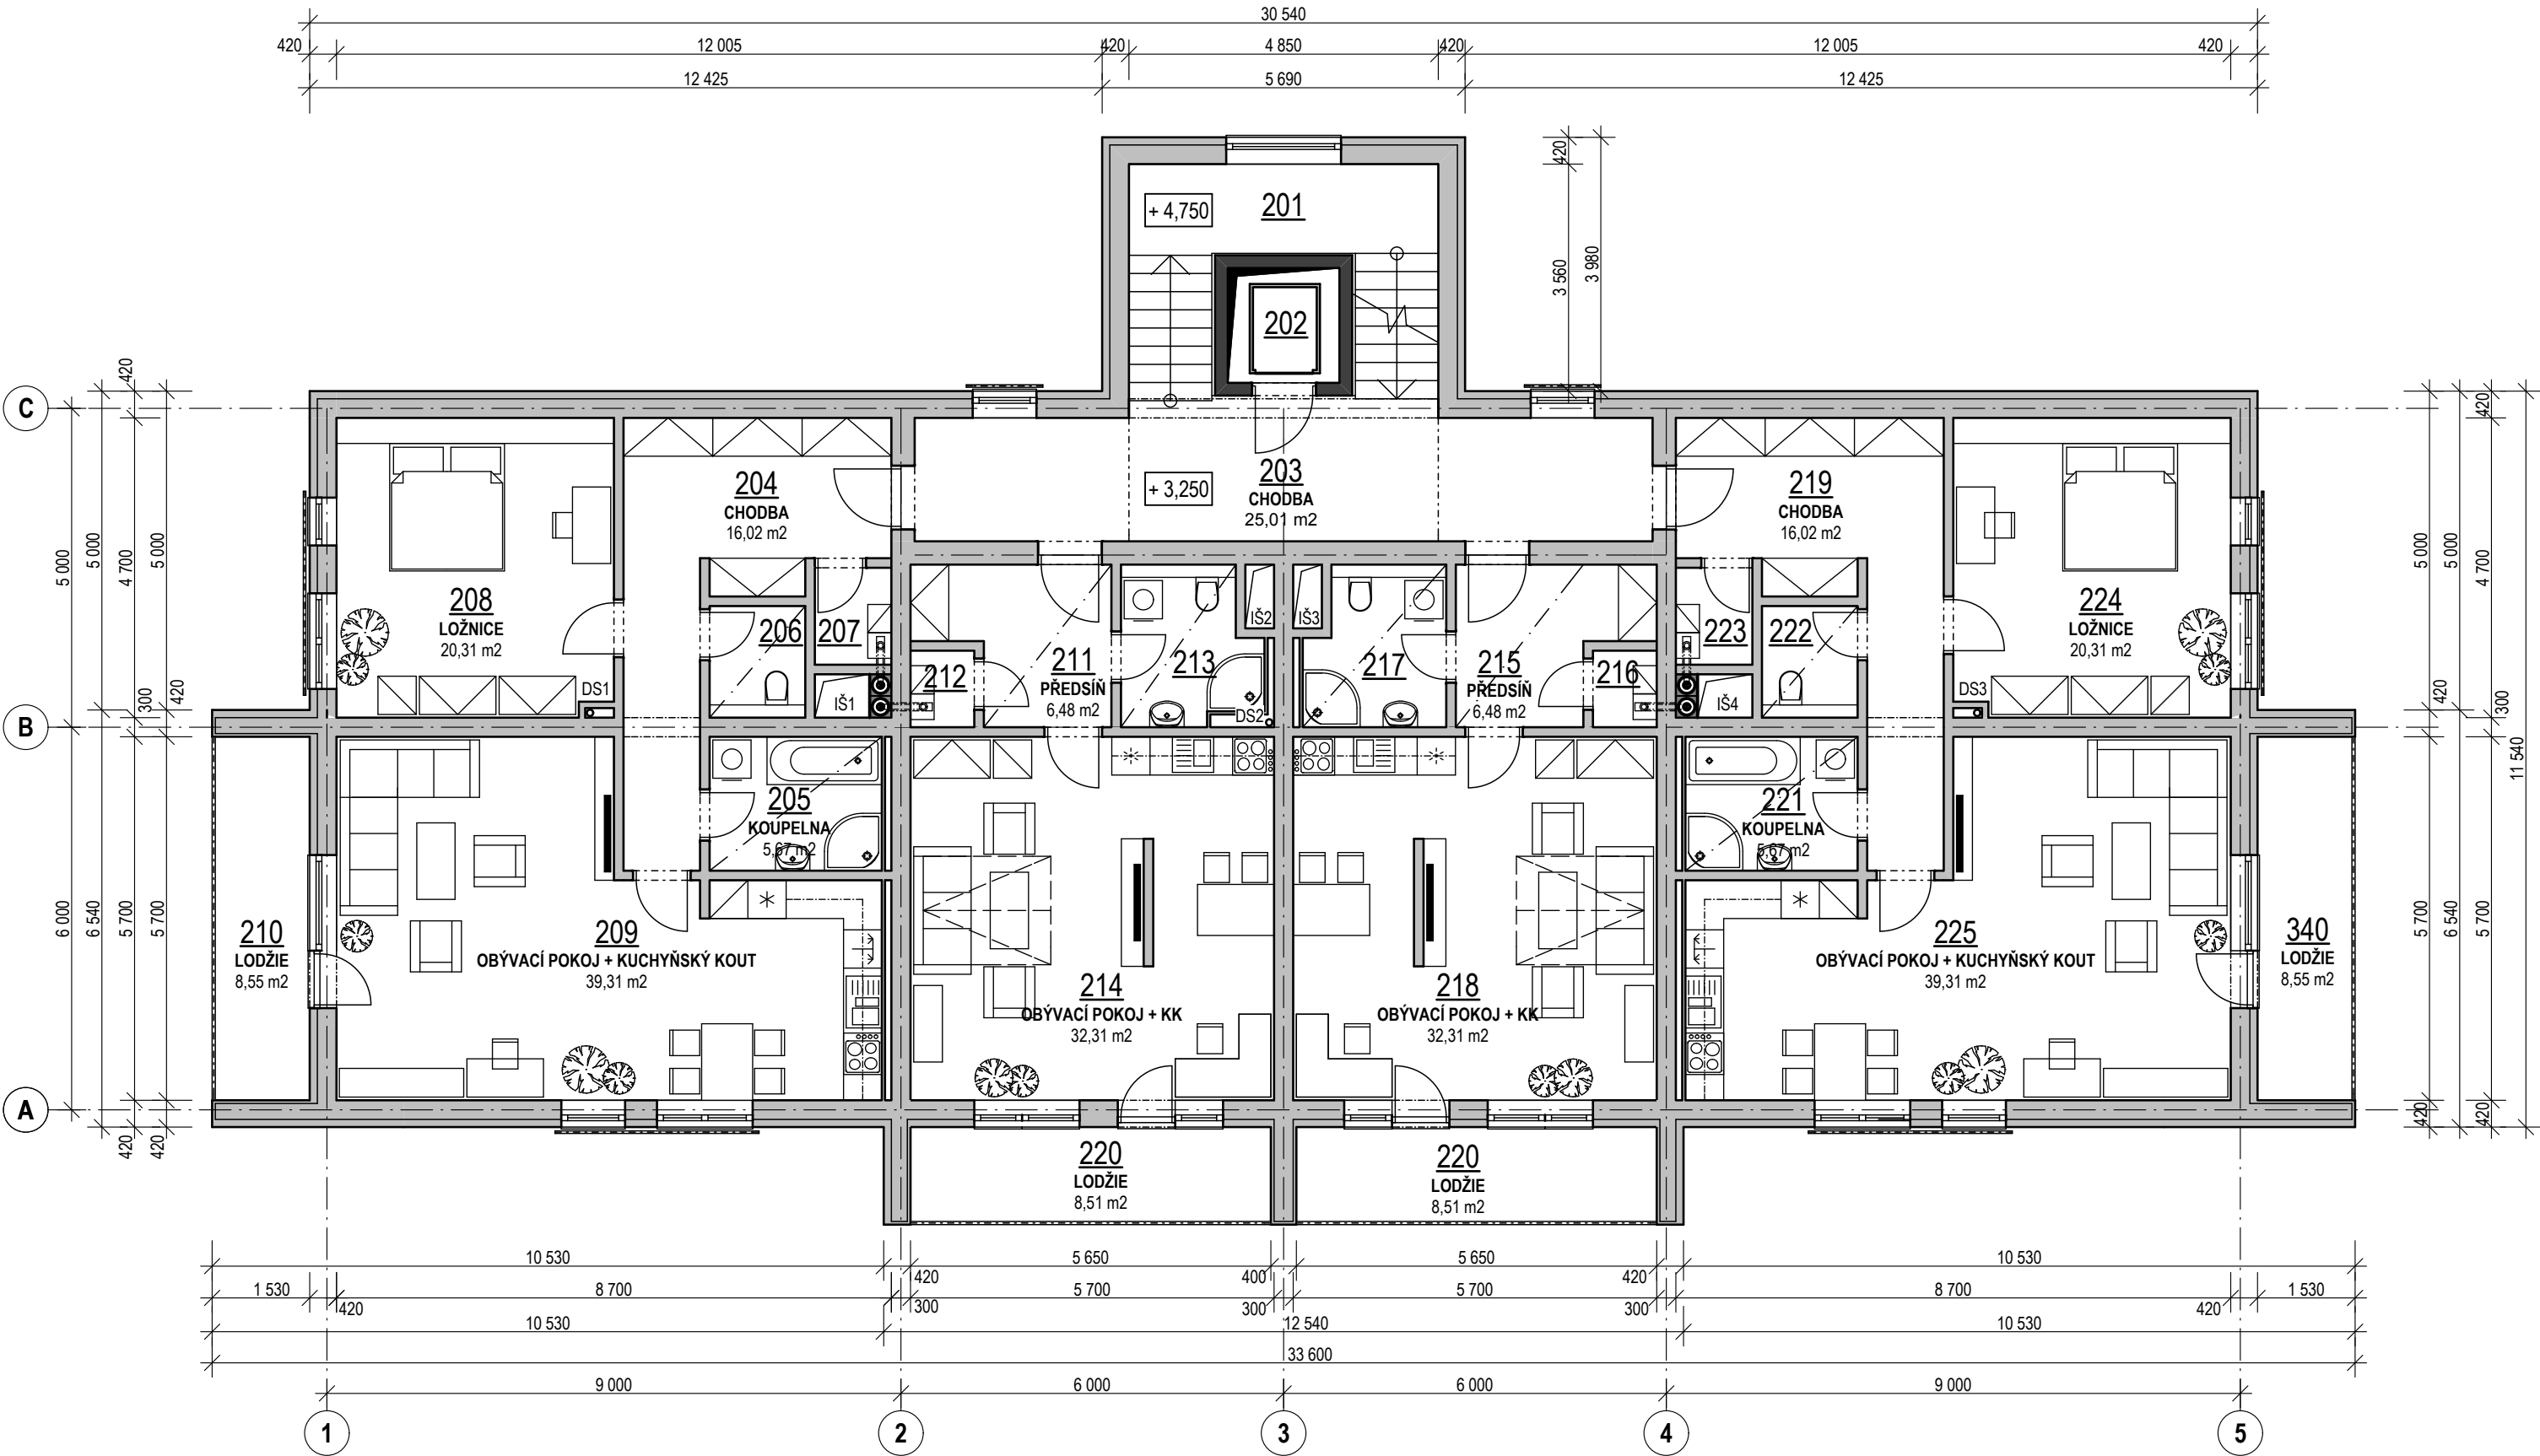 30 540
420
12 005
420
4 850
420
12 005
420
12 425
5 690
12 425
420
3 560
3 980
+ 4,750
201
202
C
5 000
5 000
420
4 700
5 000
300
420
420
5 000
5 000
4 700
420
300
11 540
204
CHODBA
16,02 m2
203
CHODBA
25,01 m2
+ 3,250
219
CHODBA
16,02 m2
208
LOŽNICE
20,31 m2
206
207
IŠ2
IŠ3
223
222
224
LOŽNICE
20,31 m2
212
211
PŘEDSÍŇ
6,48 m2
213
217
215
PŘEDSÍŇ
6,48 m2
216
DS1
IŠ1
DS2
IŠ4
DS3
B
205
KOUPELNA
5,67 m2
221
KOUPELNA
5,67 m2
6 000
6 540
5 700
5 700
5 700
6 540
5 700
210
LODŽIE
8,55 m2
209
OBÝVACÍ POKOJ + KUCHYŇSKÝ KOUT
39,31 m2
214
OBÝVACÍ POKOJ + KK
32,31 m2
218
OBÝVACÍ POKOJ + KK
32,31 m2
225
OBÝVACÍ POKOJ + KUCHYŇSKÝ KOUT
39,31 m2
340
LODŽIE
8,55 m2
A
420
420
420
420
220
LODŽIE
8,51 m2
220
LODŽIE
8,51 m2
10 530
5 650
5 650
10 530
420
400
420
1 530
8 700
5 700
5 700
8 700
1 530
420
300
300
300
420
10 530
12 540
10 530
33 600
9 000
6 000
6 000
9 000
1
2
3
4
5